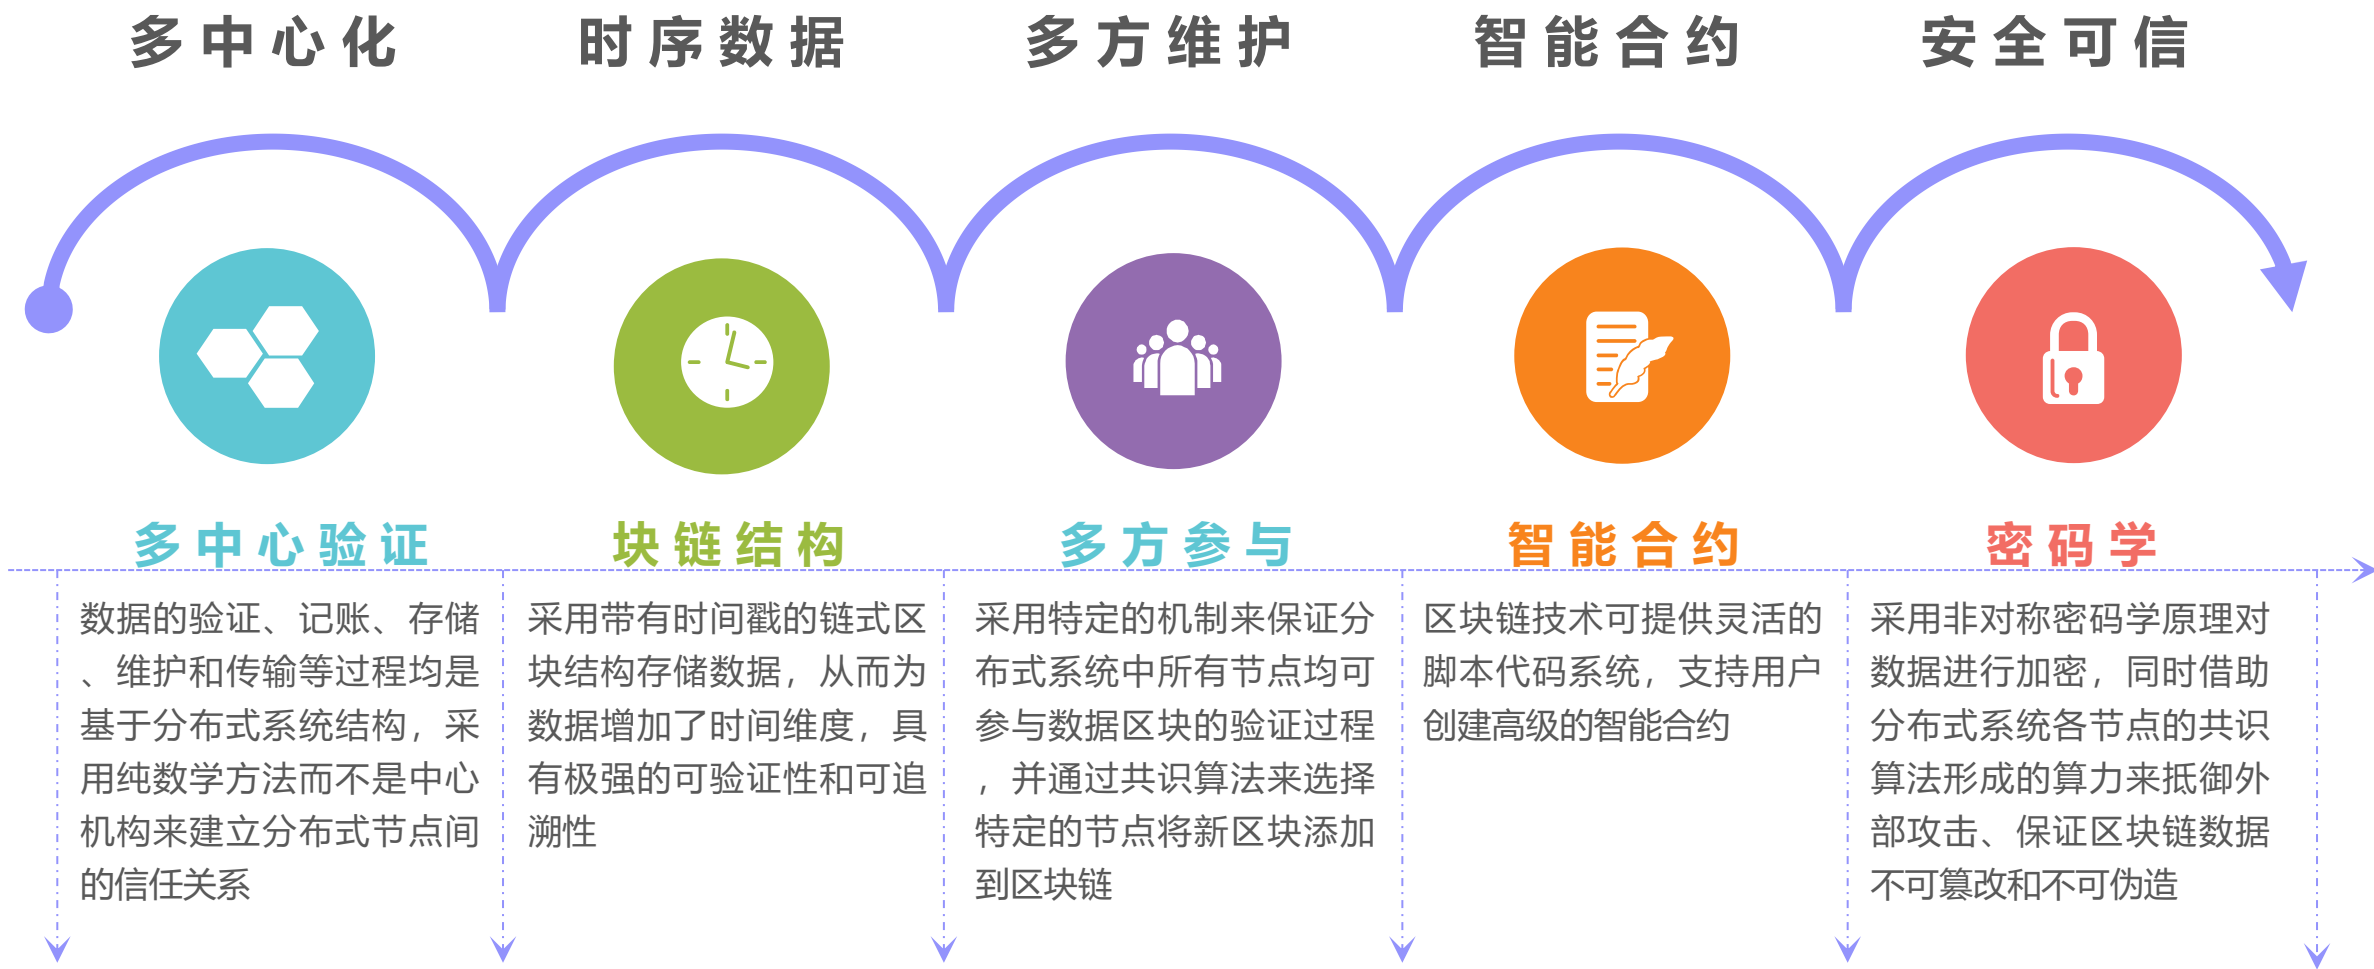 多中心化
时序数据
多方维护
智能合约
安全可信
多中心验证
块链结构
多方参与
智能合约
密码学
数据的验证、记账、存储
、维护和传输等过程均是
基于分布式系统结构，采
用纯数学方法而不是中心
机构来建立分布式节点间
的信任关系
采用带有时间戳的链式区
块结构存储数据，从而为
数据增加了时间维度，具
有极强的可验证性和可追
溯性
采用特定的机制来保证分
布式系统中所有节点均可
参与数据区块的验证过程
，并通过共识算法来选择
特定的节点将新区块添加
到区块链
区块链技术可提供灵活的
脚本代码系统，支持用户
创建高级的智能合约
采用非对称密码学原理对
数据进行加密，同时借助
分布式系统各节点的共识
算法形成的算力来抵御外
部攻击、保证区块链数据
不可篡改和不可伪造